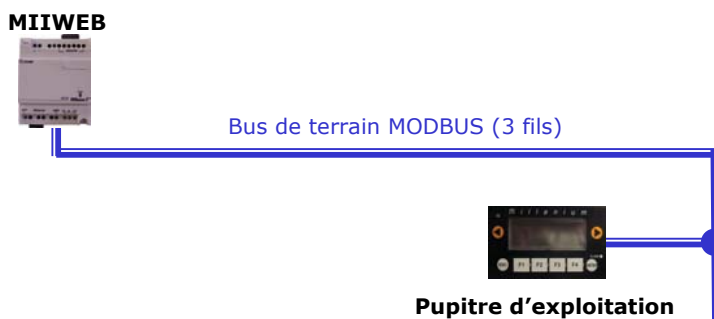 MIIWEB
Bus de terrain MODBUS (3 fils)
millenium
F1 F2 F3 F4
Pupitre d’exploitation